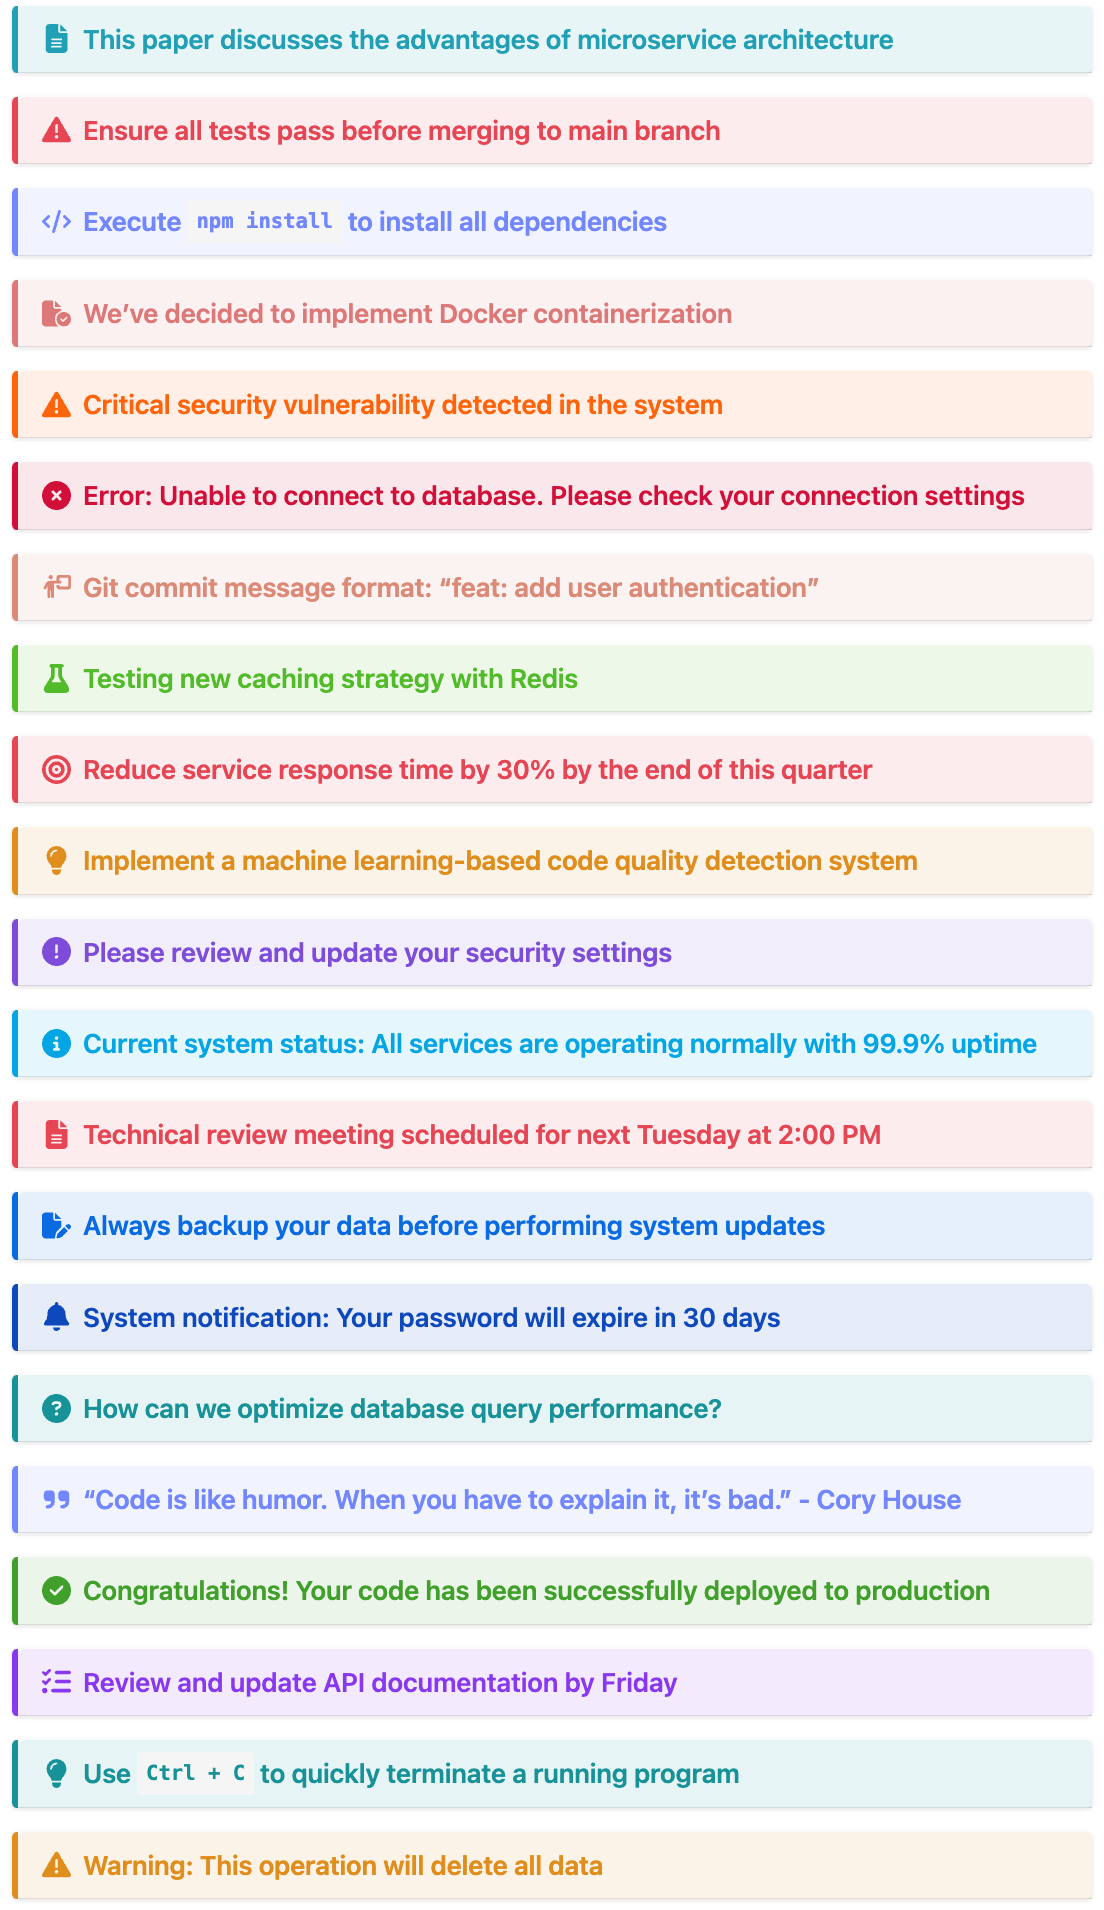 This paper discusses the advantages of microservice architecture
Ensure all tests pass before merging to main branch
Execute npm install to install all dependencies
We’ve decided to implement Docker containerization
Critical security vulnerability detected in the system
Error: Unable to connect to database. Please check your connection settings
Git commit message format: “feat: add user authentication”
Testing new caching strategy with Redis
Reduce service response time by 30% by the end of this quarter
Implement a machine learning-based code quality detection system
Please review and update your security settings
Current system status: All services are operating normally with 99.9% uptime
Technical review meeting scheduled for next Tuesday at 2:00 PM
Always backup your data before performing system updates
System notification: Your password will expire in 30 days
How can we optimize database query performance?
“Code is like humor. When you have to explain it, it’s bad.” - Cory House
Congratulations! Your code has been successfully deployed to production
Review and update API documentation by Friday
Use Ctrl + C to quickly terminate a running program
Warning: This operation will delete all data